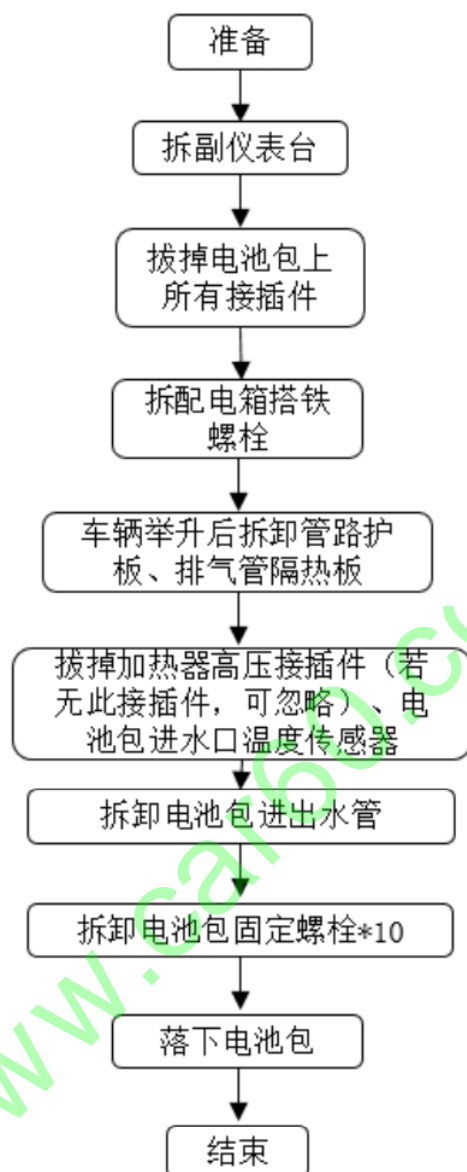 准备
拆副仪表台
拔掉电池包上
所有接插件
拆配电箱搭铁
螺栓
车辆举升后拆卸管路护
板、排气管隔热板
拔掉加热器高压接插件（若
无此接插件，可忽略）、电
池包进水口温度传感器
拆卸电池包进出水管
拆卸电池包固定螺栓*10
落下电池包
结束
www.car60.co